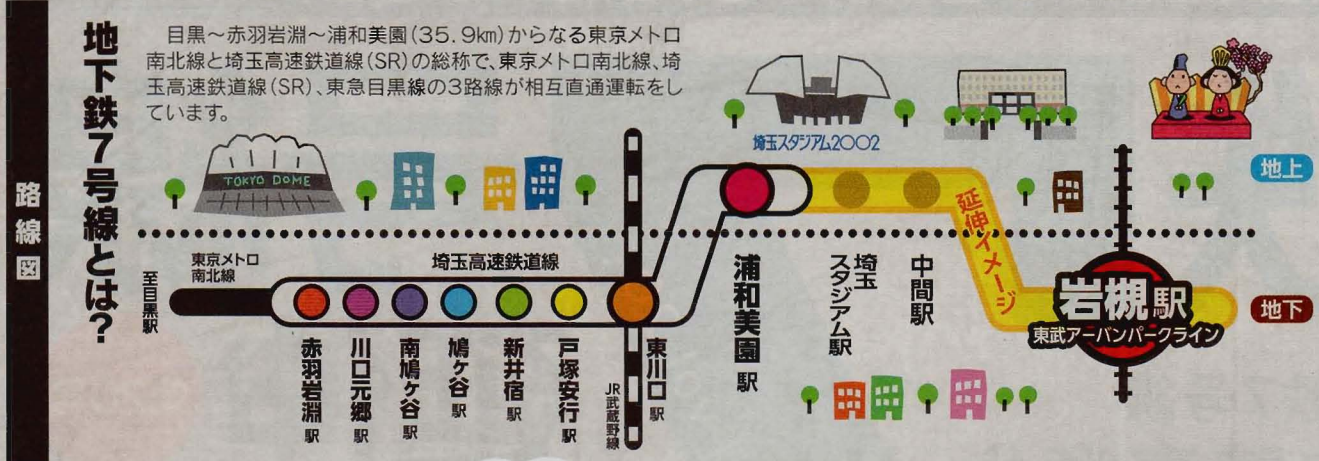 路線図
地下鉄7号線とは?
目黒~赤羽岩淵~浦和美園(35.9km)からなる東京メトロ
南北線と埼玉高速鉄道線(SR)の総称で、東京メトロ南北線、埼
玉高速鉄道線(SR)、東急目黒線の3路線が相互直通運転をし
ています。
TOKYO DOME
埼玉スタジアム2002
地上
至目黒駅
東京メトロ
南北線
埼玉高速鉄道線
赤羽岩淵駅
川口元郷駅
南鳩ヶ谷駅
鳩ヶ谷駅
新井宿駅
戸塚安行駅
JR武蔵野線
東川口駅
浦和美園駅
埼玉
スタジアム駅
中間駅
延伸イメージ
岩槻駅
東武アーバンパークライン
地下